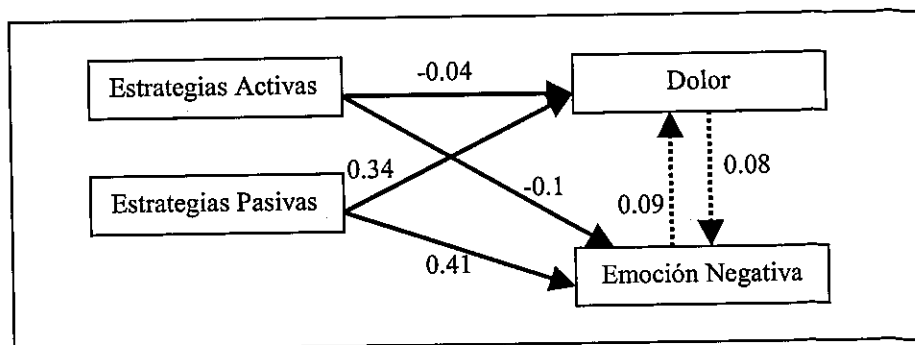 Estrategias Activas
-0.04
Dolor
Estrategias Pasivas
0.34
-0.1
0.09
0.08
0.41
Emoción Negativa